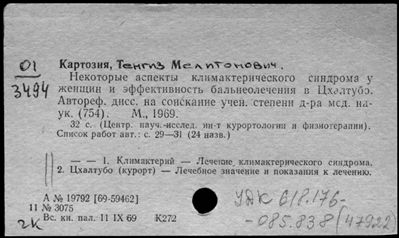 01
3494
Картозия, Тенгиз Мелитонович.
Некоторые аспекты климактерического синдрома у
женщин и эффективность бальнеолечения в Цхалтубо.
Автореф. дисс. на соискание учен. степени д-ра мед. на-
ук. (754). М., 1969.
32 с. (Центр. науч.-исслед. ин-т курортологии и физиотерапии).
Список работ авт.: с. 29—31 (24 назв.)
— — 1. Климактерий — Лечение климактерического синдрома.
2. Цхалтубо (курорт) — Лечебное значение и показания к лечению.
А № 19792 [69-59462]
11 № 3075
2к
Вс. кн. пал. 11 IX 69 К272
УДК 618.176-
-085.838 (47922)